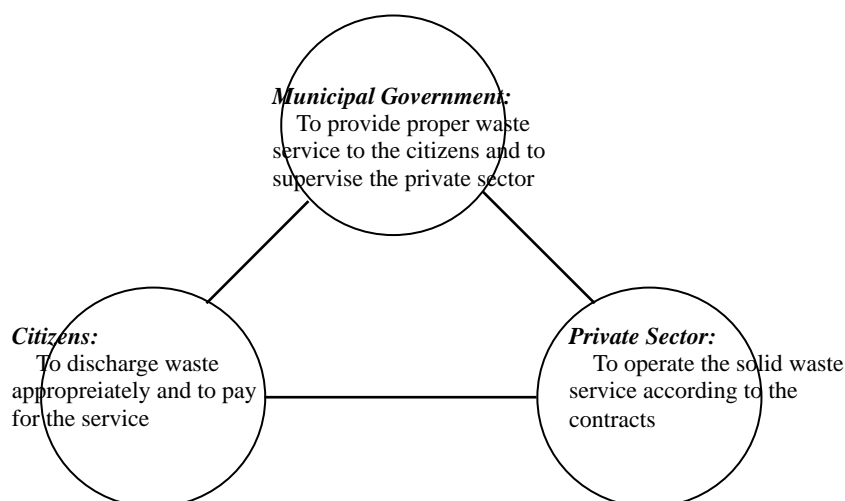 Municipal Government:
To provide proper waste
service to the citizens and to
supervise the private sector
Citizens:
To discharge waste
appropreiately and to pay
for the service
Private Sector:
To operate the solid waste
service according to the
contracts